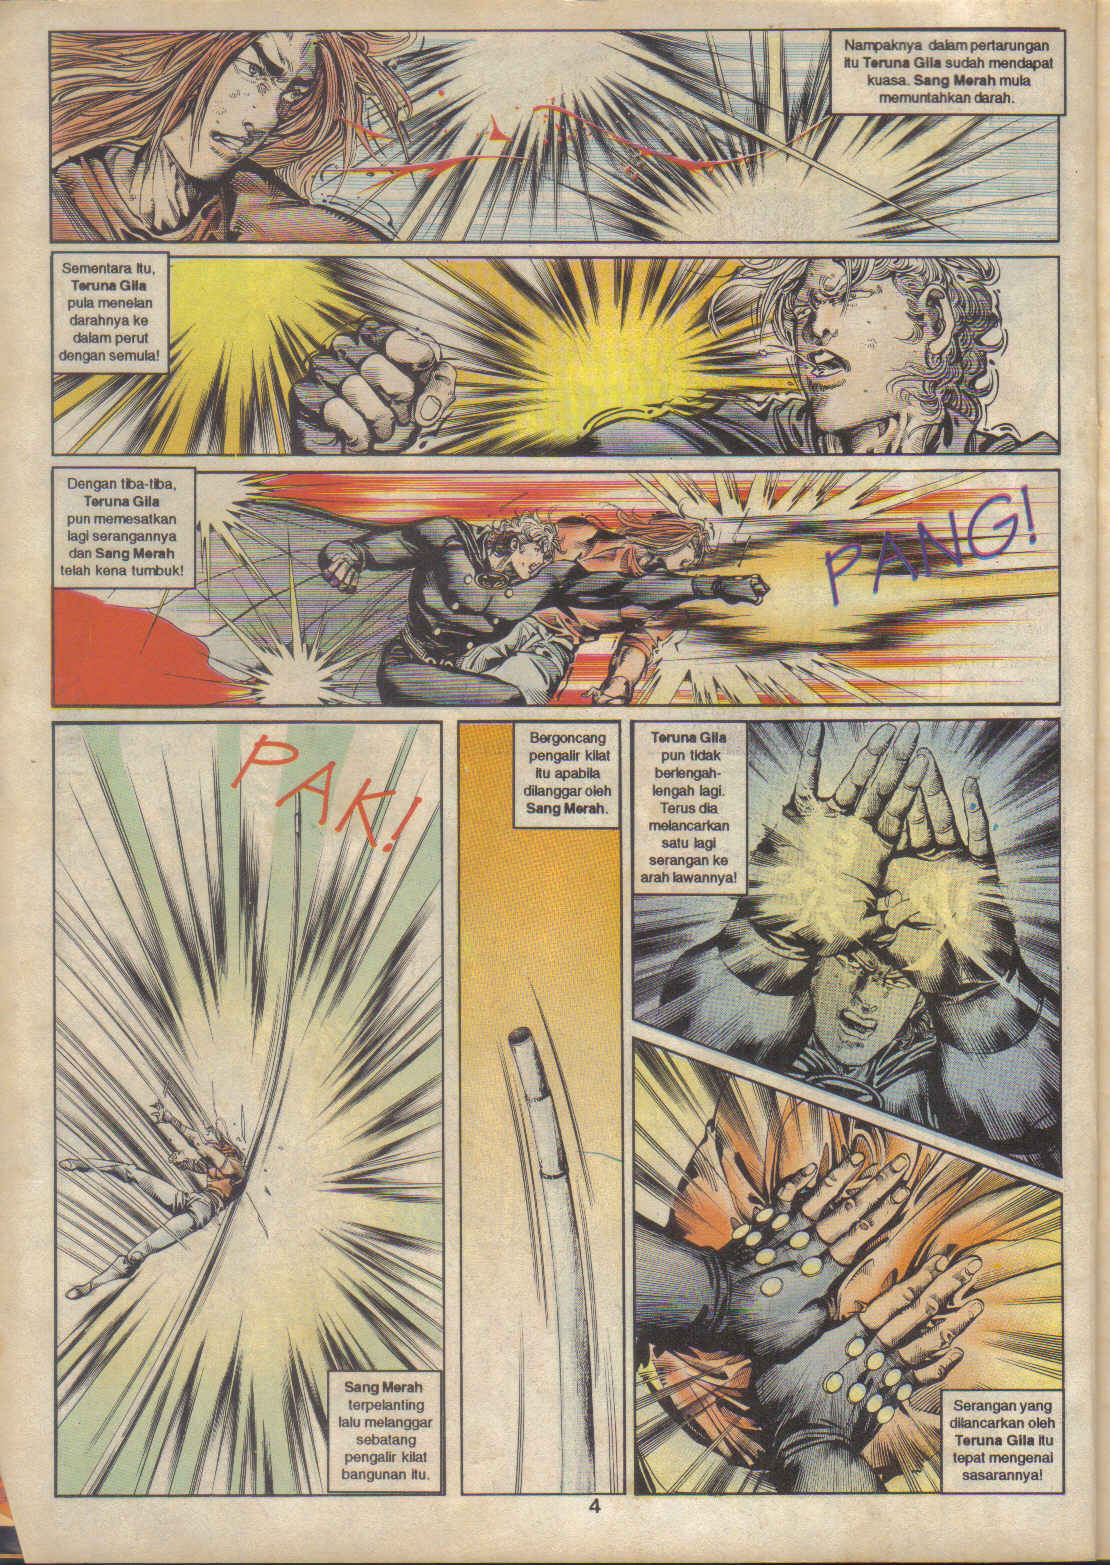 Nampaknya dalam pertarungan
itu Teruna Gila sudah mendapat
kuasa. Sang Merah mula
memuntahkan darah.
Sementara itu,
Teruna Gila
pula menelan
darahnya ke
dalam perut
dengan semula!
Dengan tiba-tiba,
Teruna Gila
pun memesatkan
lagi serangannya
dan Sang Merah
telah kena tumbuk!
PANG!
PAK!
Sang Merah
terpelanting
lalu melanggar
sebatang
pengalir kilat
bangunan itu.
Bergoncang
pengalir kilat
itu apabila
dilanggar oleh
Sang Merah.
Teruna Gila
pun tidak
berlengah-
lengah lagi.
Terus dia
melancarkan
satu lagi
serangan ke
arah lawannya!
Serangan yang
dilancarkan oleh
Teruna Gila itu
tepat mengenai
sasarannya!
4